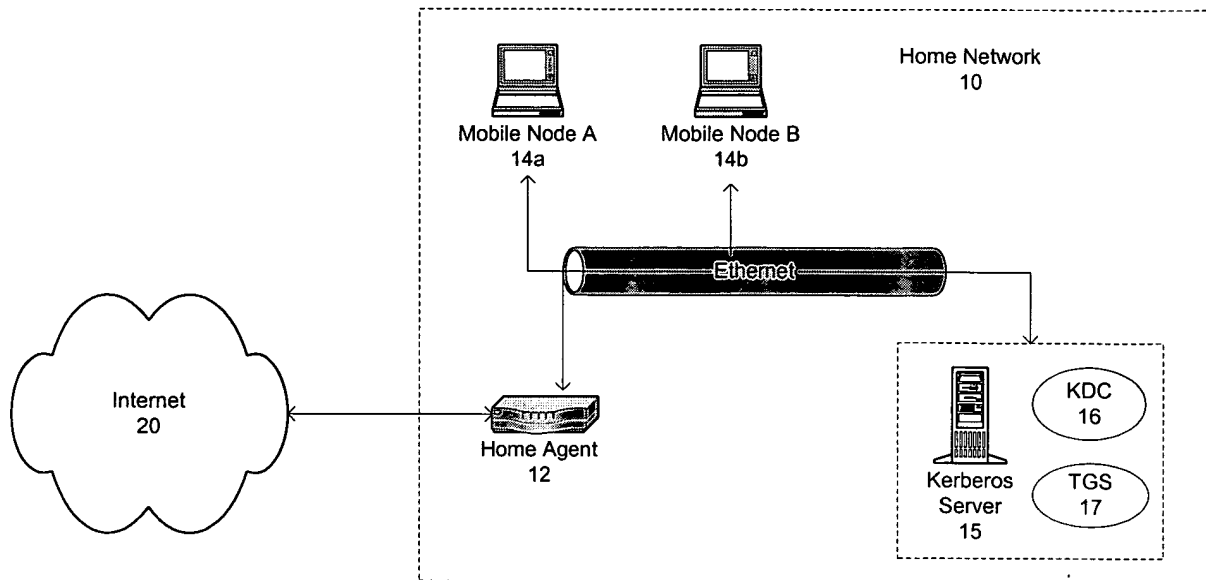 Home Network
10
Mobile Node A
14a
Mobile Node B
14b
Ethernet
Internet
20
Home Agent
12
Kerberos
Server
15
KDC
16
TGS
17